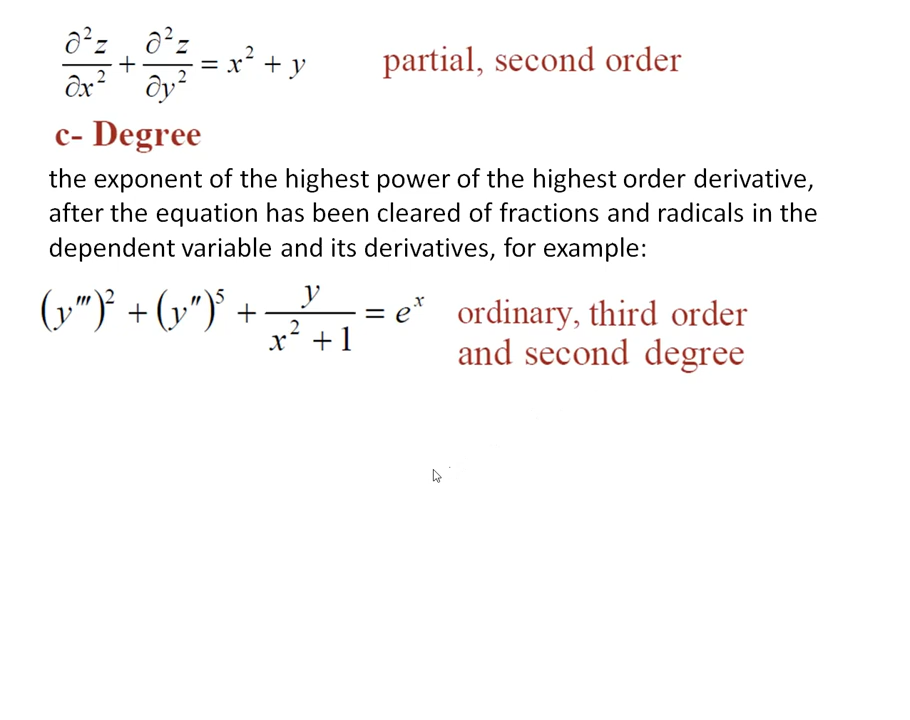 ∂²z/∂x² + ∂²z/∂y² = x² + y partial, second order
c- Degree
the exponent of the highest power of the highest order derivative,
after the equation has been cleared of fractions and radicals in the
dependent variable and its derivatives, for example:
(y''')² + (y'')⁵ + y/(x² + 1) = eˣ ordinary, third order
and second degree